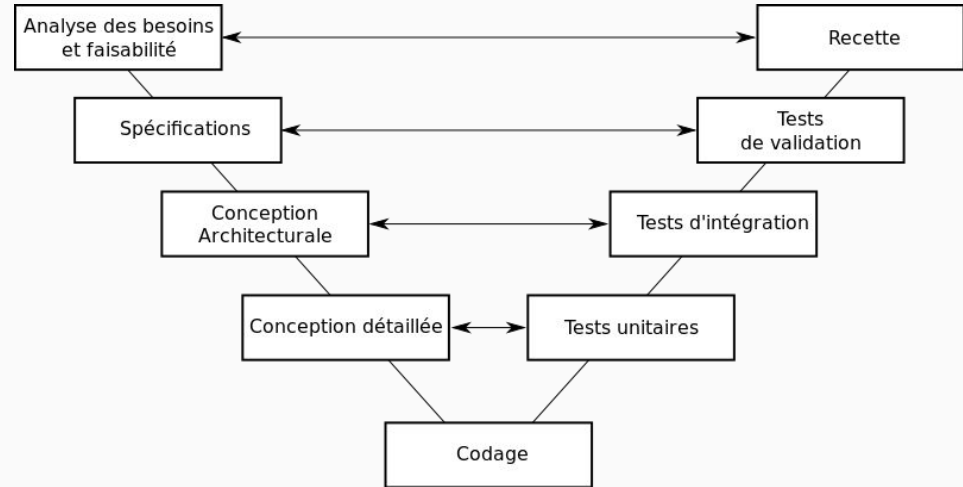 Analyse des besoins
et faisabilité
Recette
Spécifications
Tests
de validation
Conception
Architecturale
Tests d'intégration
Conception détaillée
Tests unitaires
Codage